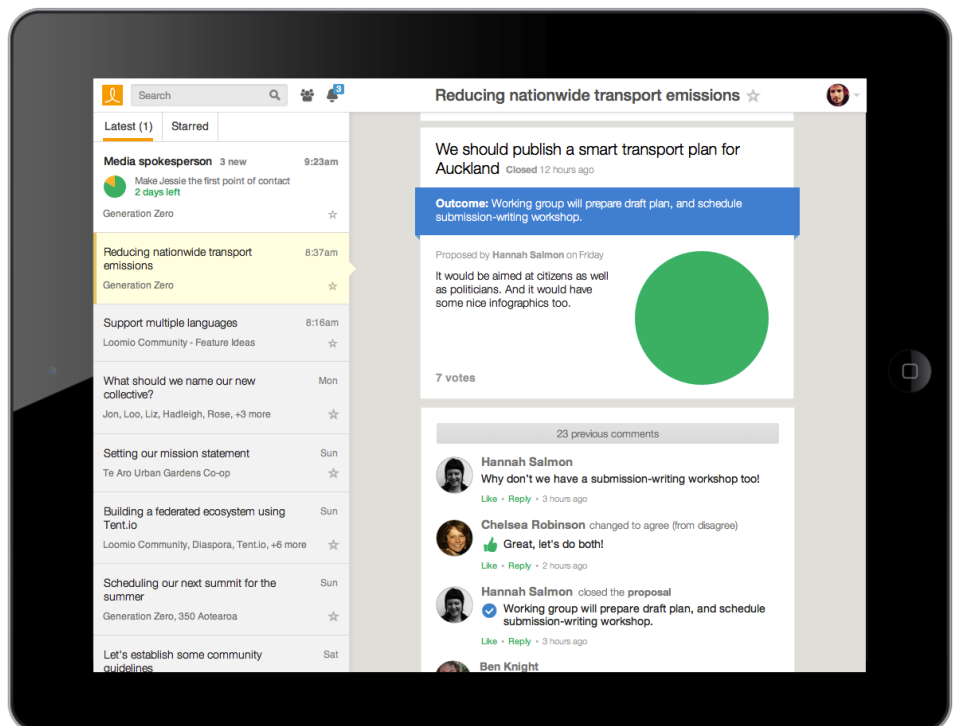 Search
3
Reducing nationwide transport emissions
Latest (1)
Starred
Media spokesperson 3 new 9:23am
Make Jessie the first point of contact
2 days left
Generation Zero
Reducing nationwide transport 8:37am
emissions
Generation Zero
Support multiple languages 8:16am
Loomio Community - Feature Ideas
What should we name our new Mon
collective?
Jon, Loo, Liz, Hadleigh, Rose, +3 more
Setting our mission statement Sun
Te Aro Urban Gardens Co-op
Building a federated ecosystem using Sun
Tent.io
Loomio Community, Diaspora, Tent.io, +6 more
Scheduling our next summit for the Sun
summer
Generation Zero, 350 Aotearoa
Let's establish some community Sat
guidelines
We should publish a smart transport plan for
Auckland Closed 12 hours ago
Outcome: Working group will prepare draft plan, and schedule
submission-writing workshop.
Proposed by Hannah Salmon on Friday
It would be aimed at citizens as well
as politicians. And it would have
some nice infographics too.
7 votes
23 previous comments
Hannah Salmon
Why don't we have a submission-writing workshop too!
Like • Reply • 3 hours ago
Chelsea Robinson changed to agree (from disagree)
Great, let's do both!
Like • Reply • 2 hours ago
Hannah Salmon closed the proposal
Working group will prepare draft plan, and schedule
submission-writing workshop.
Like • Reply • 3 hours ago
Ben Knight